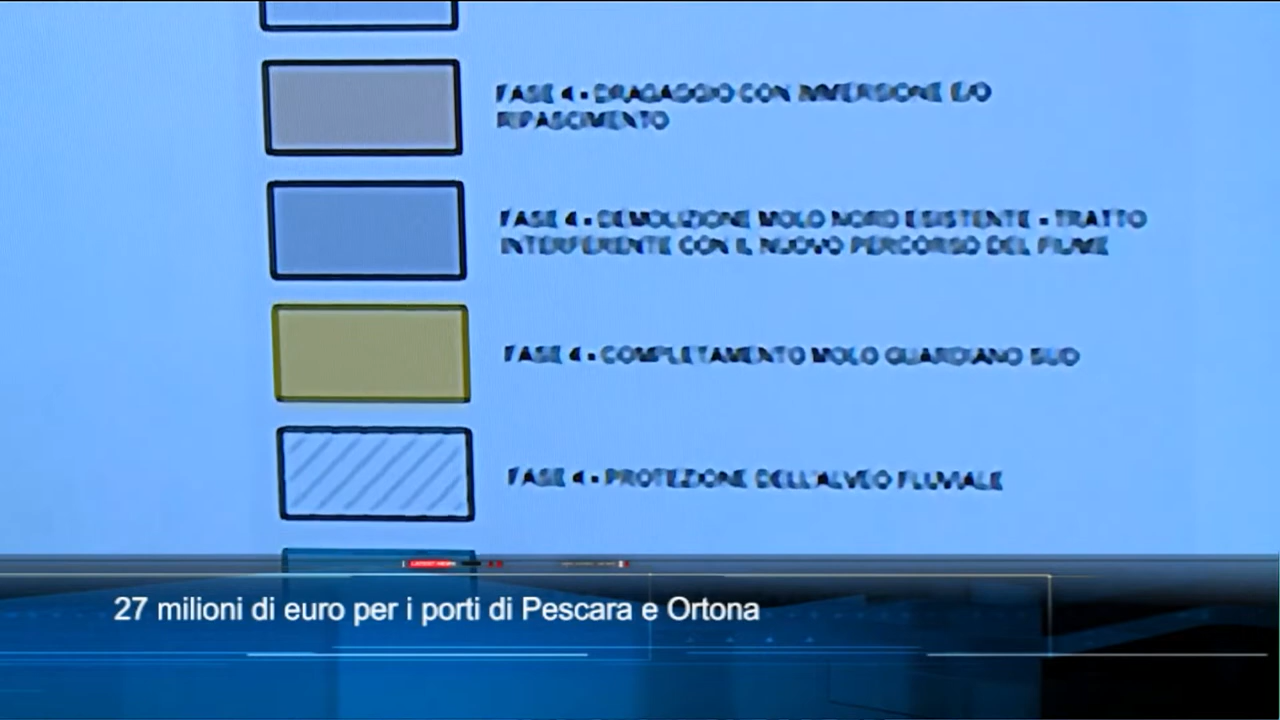 FASE 4 - DRAGAGGIO CON IMMERSIONE E/O
RIPASCIMENTO
FASE 4 - DEMOLIZIONE MOLO NORD ESISTENTE - TRATTO
INTERFERENTE CON IL NUOVO PERCORSO DEL FIUME
FASE 4 - COMPLETAMENTO MOLO GUARDIANO SUD
FASE 4 - PROTEZIONE DELL'ALVEO FLUVIALE
LATEST NEWS
27 milioni di euro per i porti di Pescara e Ortona